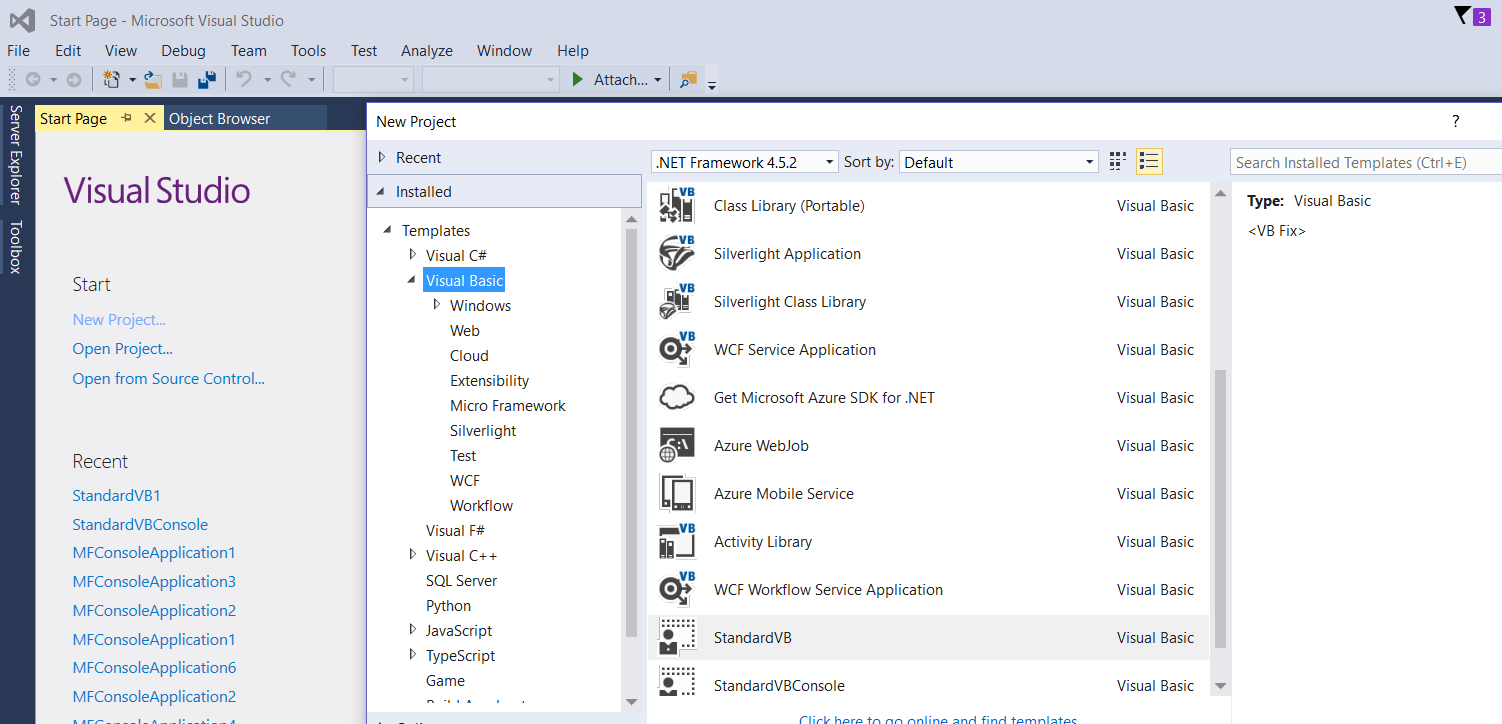 Start Page - Microsoft Visual Studio
3
File Edit View Debug Team Tools Test Analyze Window Help
Attach...
Server Explorer
Toolbox
Start Page
Object Browser
Visual Studio
Start
New Project...
Open Project...
Open from Source Control...
Recent
StandardVB1
StandardVBConsole
MFConsoleApplication1
MFConsoleApplication3
MFConsoleApplication2
MFConsoleApplication1
MFConsoleApplication6
MFConsoleApplication2
New Project
?
Recent
Installed
Templates
Visual C#
Visual Basic
Windows
Web
Cloud
Extensibility
Micro Framework
Silverlight
Test
WCF
Workflow
Visual F#
Visual C++
SQL Server
Python
JavaScript
TypeScript
Game
.NET Framework 4.5.2 Sort by: Default
Search Installed Templates (Ctrl+E)
VB Class Library (Portable) Visual Basic
VB Silverlight Application Visual Basic
VB Silverlight Class Library Visual Basic
VB WCF Service Application Visual Basic
Get Microsoft Azure SDK for .NET Visual Basic
Azure WebJob Visual Basic
Azure Mobile Service Visual Basic
VB Activity Library Visual Basic
VB WCF Workflow Service Application Visual Basic
StandardVB Visual Basic
StandardVBConsole Visual Basic
Click here to go online and find templates.
Type: Visual Basic
<VB Fix>